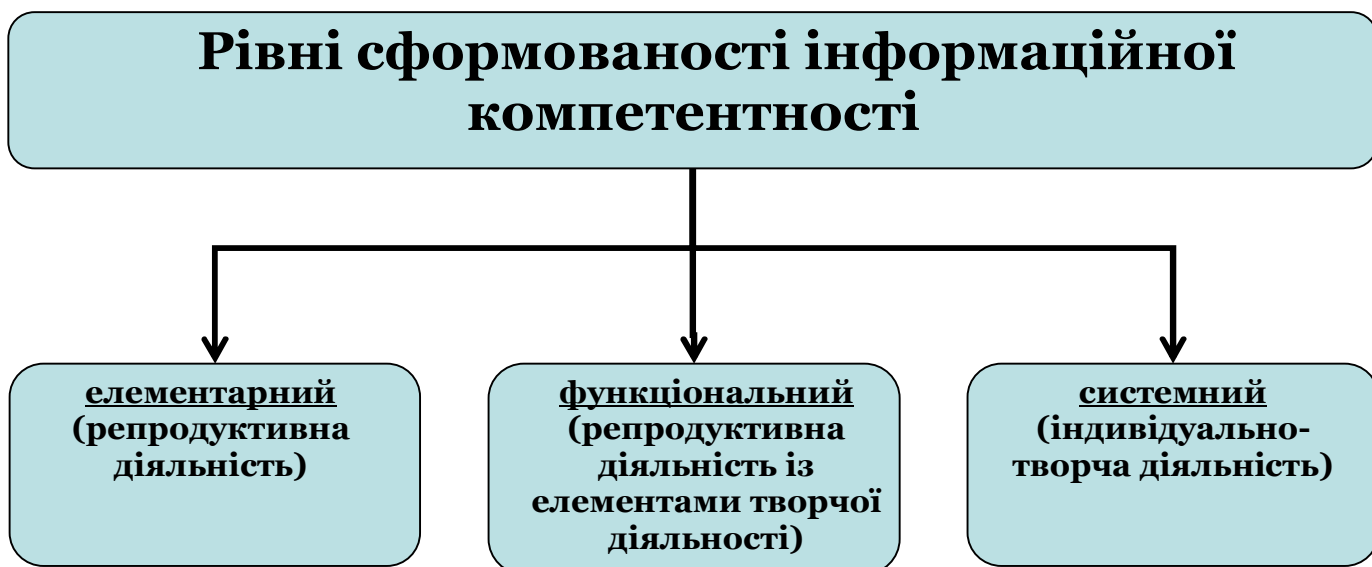 Рівні сформованості інформаційної
компетентності
елементарний
(репродуктивна
діяльність)
функціональний
(репродуктивна
діяльність із
елементами творчої
діяльності)
системний
(індивідуально-
творча діяльність)